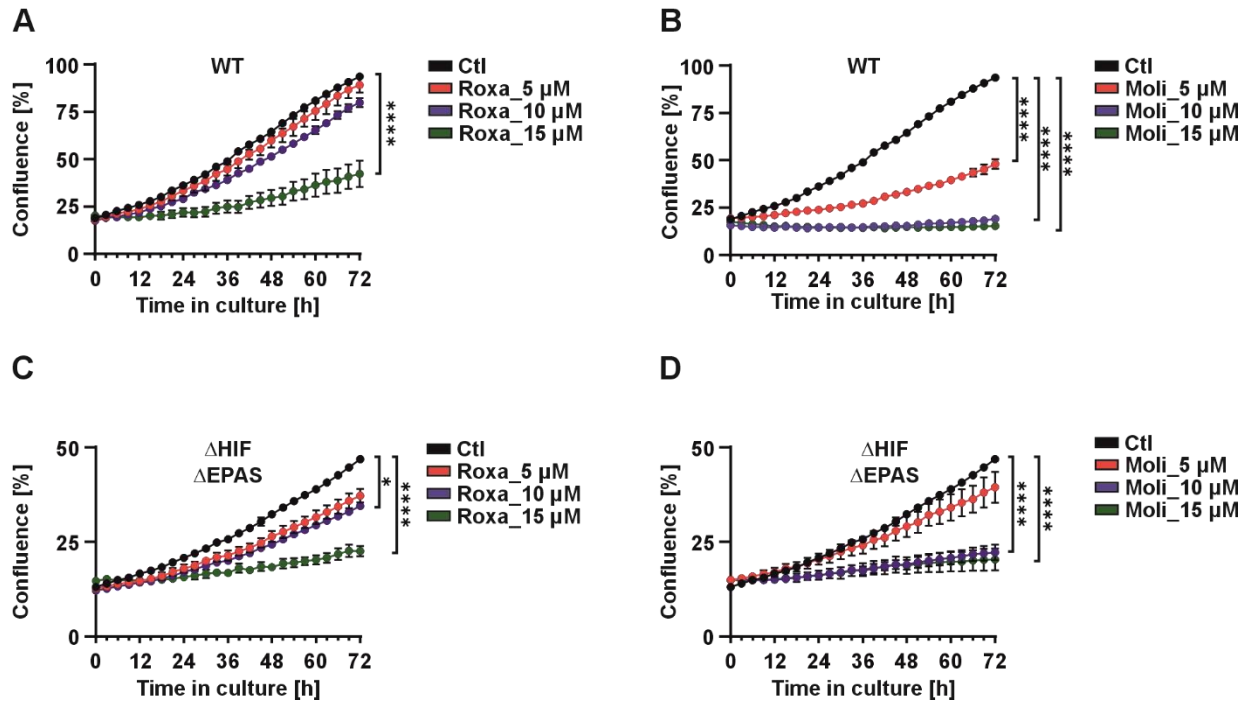 A
WT
Ctl
Roxa_5 µM
Roxa_10 µM
Roxa_15 µM
100
75
50
25
0
Confluence [%]
0 12 24 36 48 60 72
Time in culture [h]
****
B
WT
Ctl
Moli_5 µM
Moli_10 µM
Moli_15 µM
100
75
50
25
0
Confluence [%]
0 12 24 36 48 60 72
Time in culture [h]
****
****
****
C
ΔHIF
ΔEPAS
Ctl
Roxa_5 µM
Roxa_10 µM
Roxa_15 µM
50
25
0
Confluence [%]
0 12 24 36 48 60 72
Time in culture [h]
*
****
D
ΔHIF
ΔEPAS
Ctl
Moli_5 µM
Moli_10 µM
Moli_15 µM
50
25
0
Confluence [%]
0 12 24 36 48 60 72
Time in culture [h]
****
****